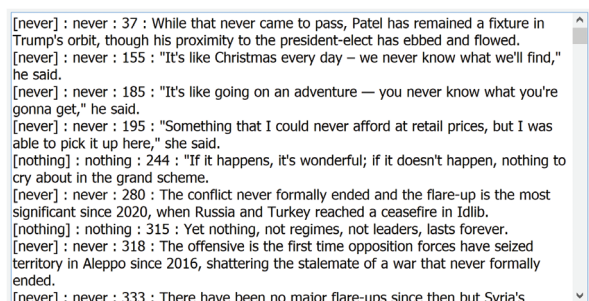 [never] : never : 37 : While that never came to pass, Patel has remained a fixture in
Trump's orbit, though his proximity to the president-elect has ebbed and flowed.
[never] : never : 155 : "It's like Christmas every day – we never know what we'll find,"
he said.
[never] : never : 185 : "It's like going on an adventure — you never know what you're
gonna get," he said.
[never] : never : 195 : "Something that I could never afford at retail prices, but I was
able to pick it up here," she said.
[nothing] : nothing : 244 : "If it happens, it's wonderful; if it doesn't happen, nothing to
cry about in the grand scheme.
[never] : never : 280 : The conflict never formally ended and the flare-up is the most
significant since 2020, when Russia and Turkey reached a ceasefire in Idlib.
[nothing] : nothing : 315 : Yet nothing, not regimes, not leaders, lasts forever.
[never] : never : 318 : The offensive is the first time opposition forces have seized
territory in Aleppo since 2016, shattering the stalemate of a war that never formally
ended.
[never] : never : 333 : There have been no major flare-ups since then but Syria's